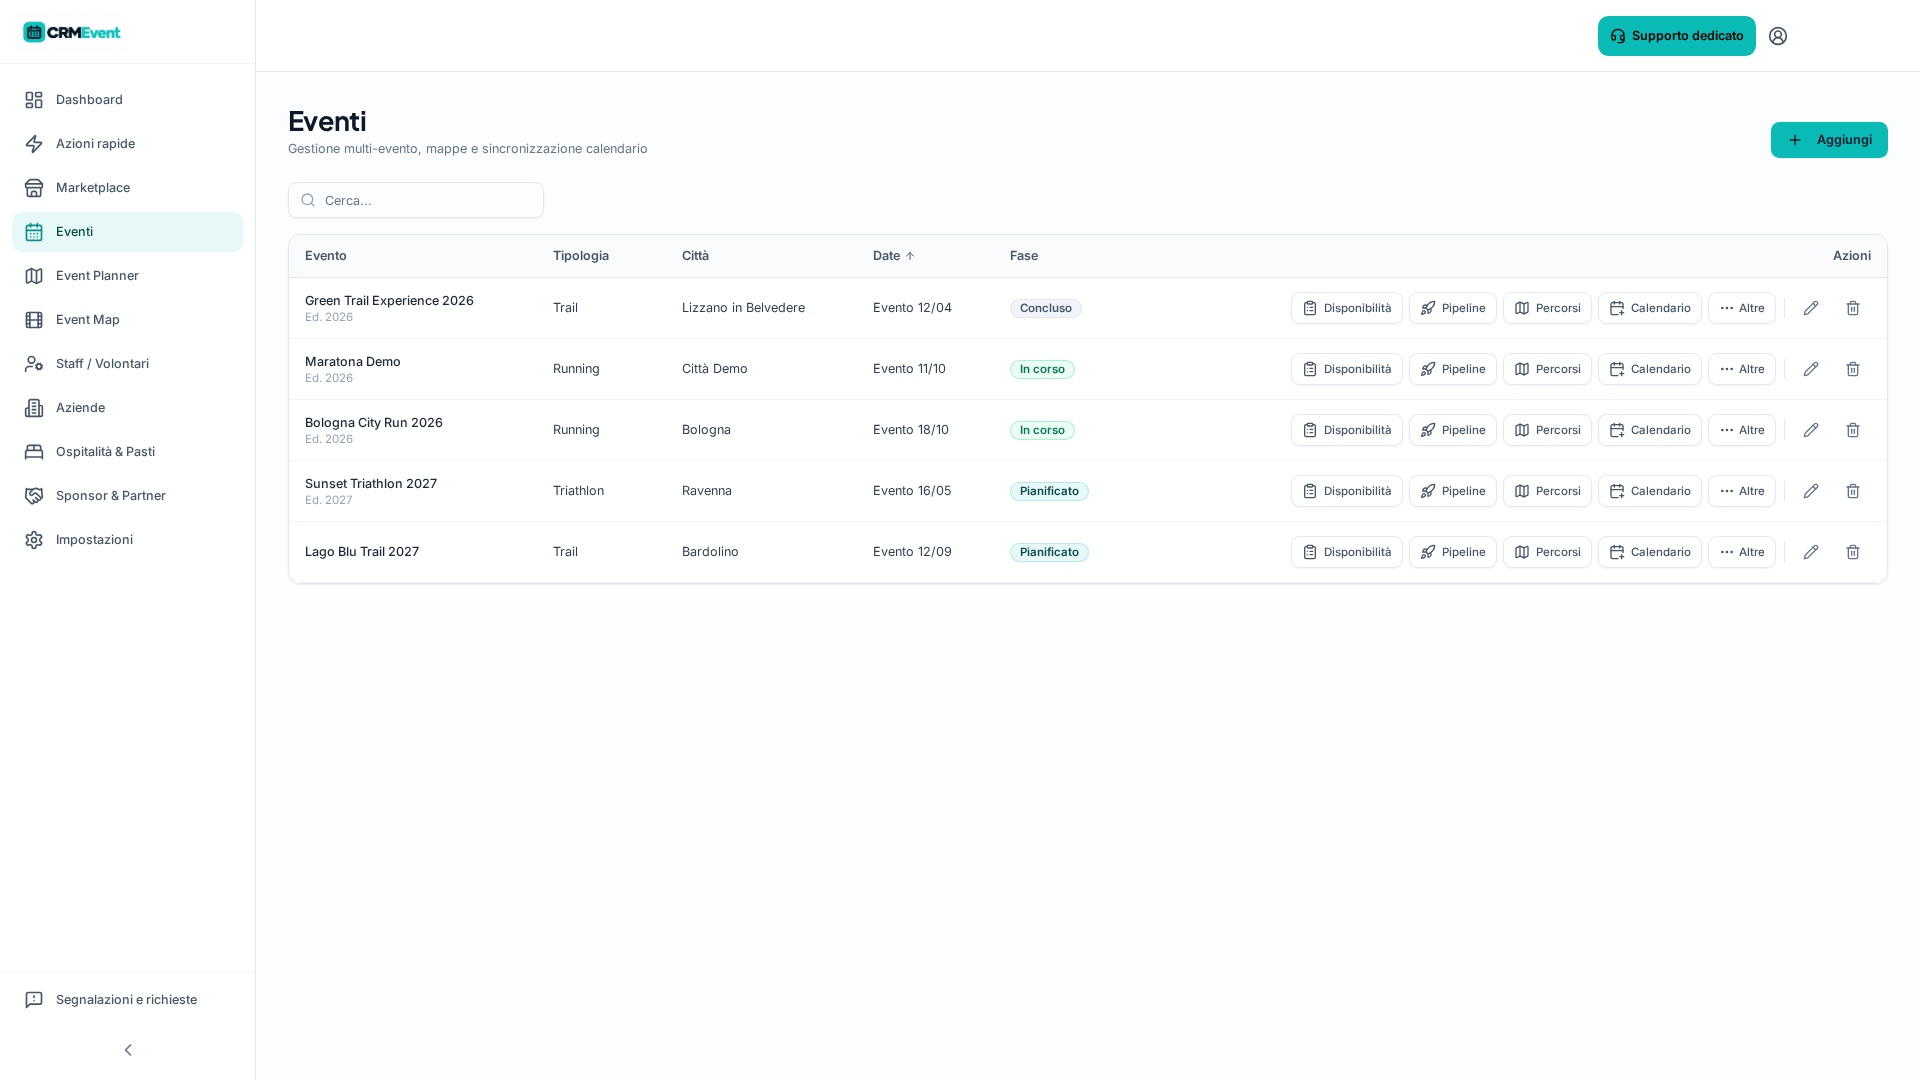 CRMEvent
Supporto dedicato
Dashboard
Azioni rapide
Marketplace
Eventi
Event Planner
Event Map
Staff / Volontari
Aziende
Ospitalità & Pasti
Sponsor & Partner
Impostazioni
Segnalazioni e richieste
Eventi
Gestione multi-evento, mappe e sincronizzazione calendario
Aggiungi
Cerca...
Evento Tipologia Città Date Fase Azioni
Green Trail Experience 2026 Trail Lizzano in Belvedere Evento 12/04 Concluso Disponibilità Pipeline Percorsi Calendario Altre
Ed. 2026
Maratona Demo Running Città Demo Evento 11/10 In corso Disponibilità Pipeline Percorsi Calendario Altre
Ed. 2026
Bologna City Run 2026 Running Bologna Evento 18/10 In corso Disponibilità Pipeline Percorsi Calendario Altre
Ed. 2026
Sunset Triathlon 2027 Triathlon Ravenna Evento 16/05 Pianificato Disponibilità Pipeline Percorsi Calendario Altre
Ed. 2027
Lago Blu Trail 2027 Trail Bardolino Evento 12/09 Pianificato Disponibilità Pipeline Percorsi Calendario Altre